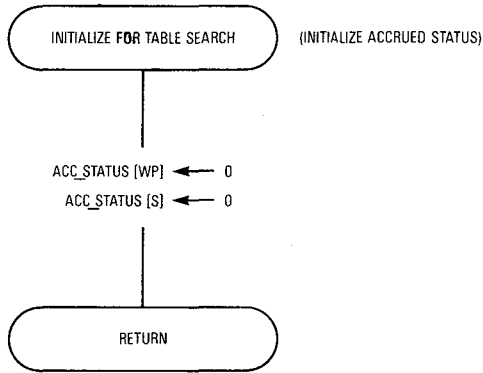 INITIALIZE FOR TABLE SEARCH (INITIALIZE ACCRUED STATUS)
ACC_STATUS [WP] ← 0
ACC_STATUS [S] ← 0
RETURN